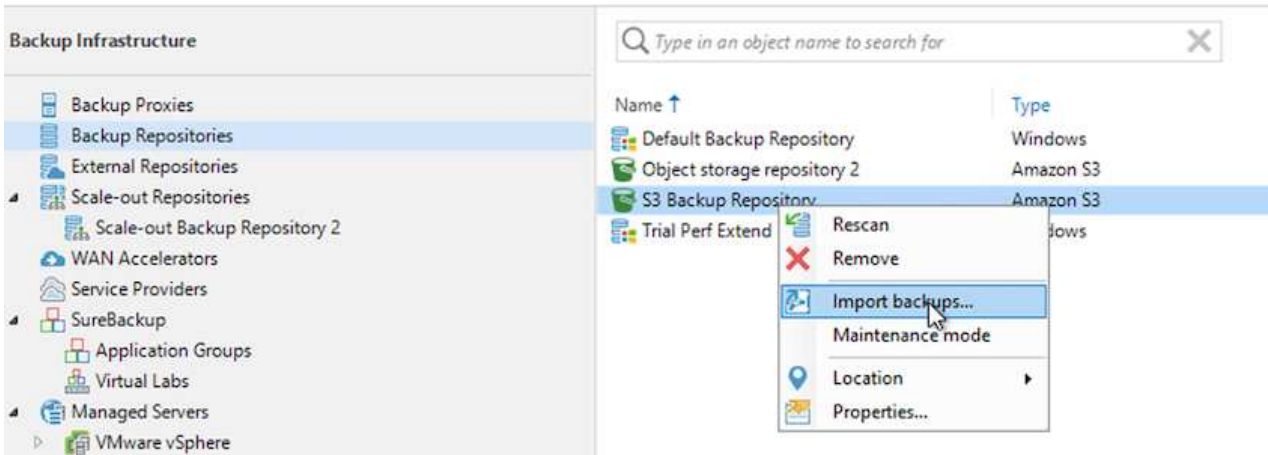 Backup Infrastructure
Backup Proxies
Backup Repositories
External Repositories
Scale-out Repositories
Scale-out Backup Repository 2
WAN Accelerators
Service Providers
SureBackup
Application Groups
Virtual Labs
Managed Servers
VMware vSphere
Type in an object name to search for
Name Type
Default Backup Repository Windows
Object storage repository 2 Amazon S3
S3 Backup Repository Amazon S3
Trial Perf Extend
Rescan
Remove
Import backups...
Maintenance mode
Location
Properties...